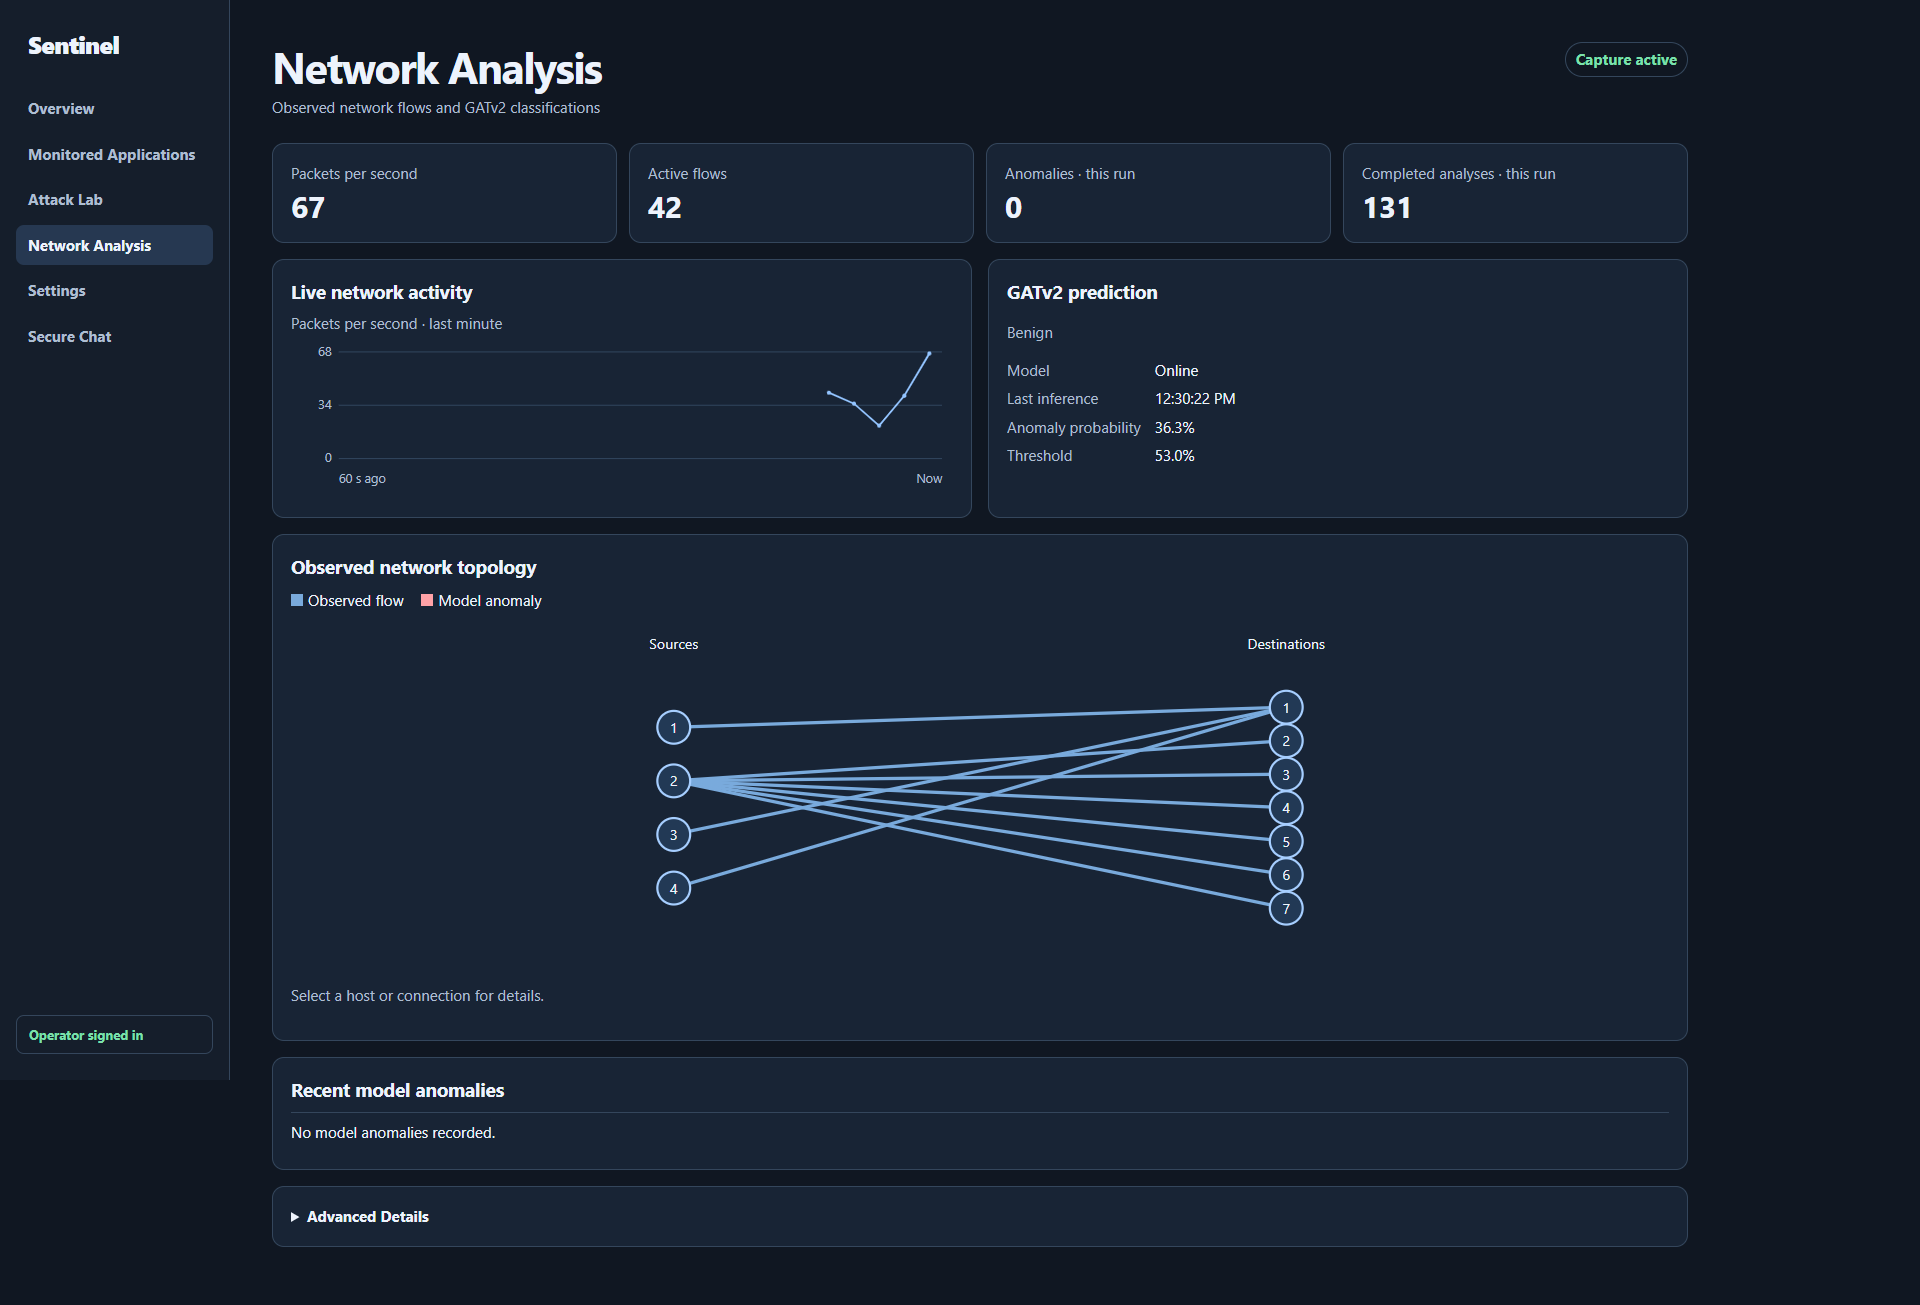 Sentinel
Overview
Monitored Applications
Attack Lab
Network Analysis
Settings
Secure Chat
Operator signed in
Network Analysis
Observed network flows and GATv2 classifications
Capture active
Packets per second
67
Active flows
42
Anomalies · this run
0
Completed analyses · this run
131
Live network activity
Packets per second · last minute
68
34
0
60 s ago
Now
GATv2 prediction
Benign
Model Online
Last inference 12:30:22 PM
Anomaly probability 36.3%
Threshold 53.0%
Observed network topology
Observed flow Model anomaly
Sources
1
2
3
4
Destinations
1
2
3
4
5
6
7
Select a host or connection for details.
Recent model anomalies
No model anomalies recorded.
Advanced Details